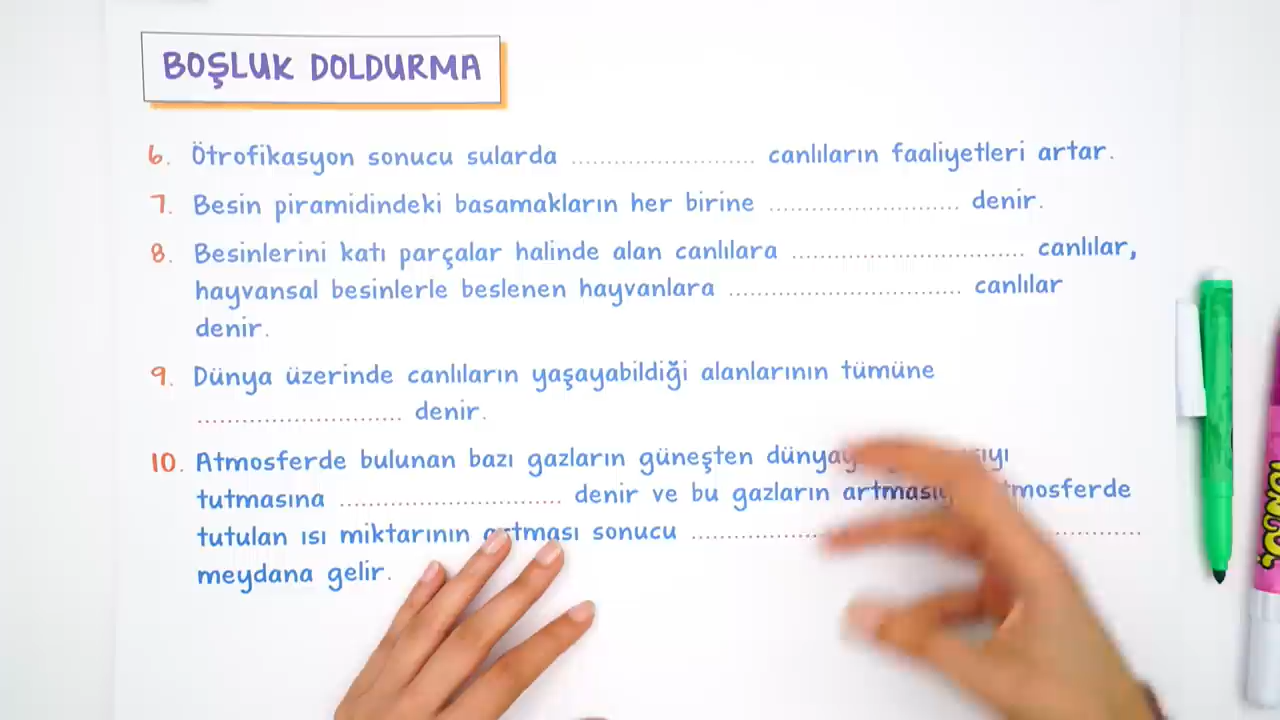 BOŞLUK DOLDURMA
6. Ötrofikasyon sonucu sularda ...................... canlıların faaliyetleri artar.
7. Besin piramidindeki basamakların her birine ....................... denir.
8. Besinlerini katı parçalar halinde alan canlılara ............................ canlılar,
hayvansal besinlerle beslenen hayvanlara ............................ canlılar
denir.
9. Dünya üzerinde canlıların yaşayabildiği alanlarının tümüne
......................... denir.
10. Atmosferde bulunan bazı gazların güneşten
tutmasına ........................... denir ve bu gazların
tutulan ısı miktarının artması sonucu ................ ...........
meydana gelir.